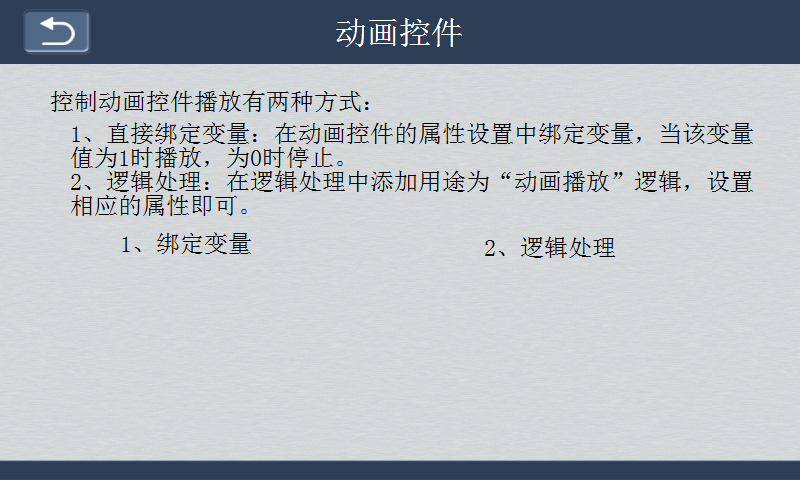 动画控件
控制动画控件播放有两种方式：
1、直接绑定变量：在动画控件的属性设置中绑定变量，当该变量
值为1时播放，为0时停止。
2、逻辑处理：在逻辑处理中添加用途为“动画播放”逻辑，设置
相应的属性即可。
1、绑定变量
2、逻辑处理